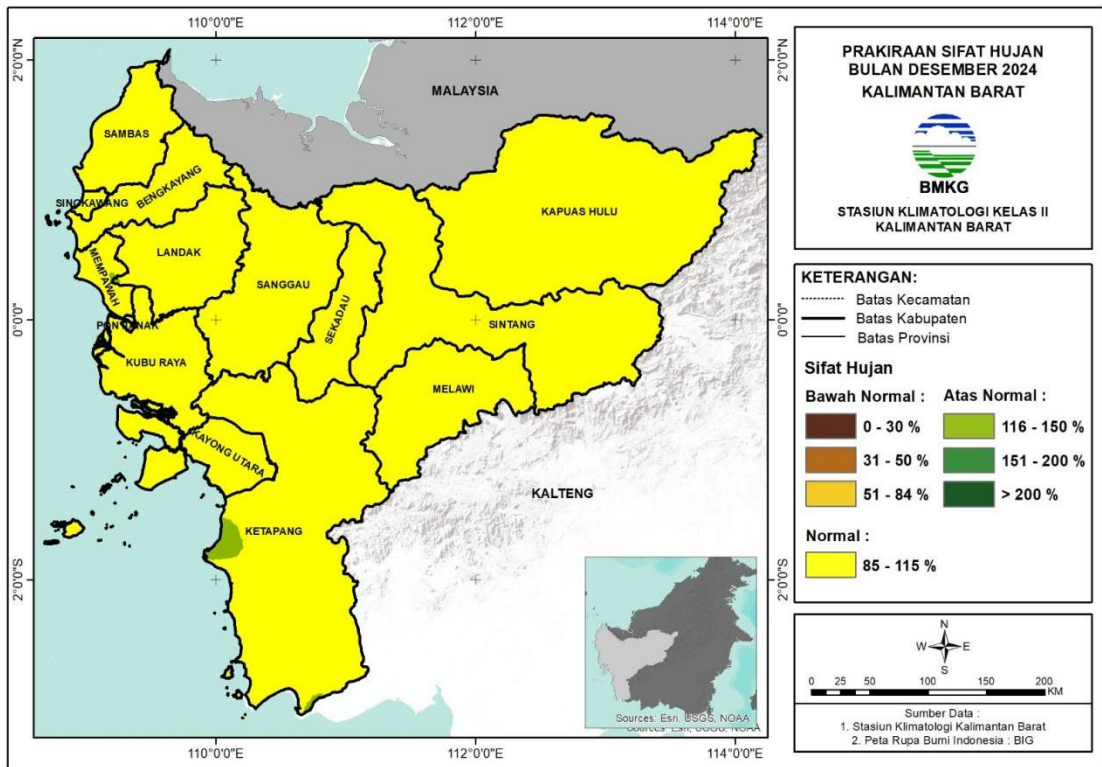 110°0'0"E
112°0'0"E
114°0'0"E
2°0'0"N
0°0'0"
2°0'0"S
2°0'0"N
0°0'0"
2°0'0"S
MALAYSIA
SAMBAS
SINGKAWANG
BENGKAYANG
KAPUAS HULU
LANDAK
MEMPAWAH
SANGGAU
SEKADAU
SINTANG
PONTIANAK
KUBU RAYA
MELAWI
KAYONG UTARA
KALTENG
KETAPANG
Sources: Esri, USGS, NOAA
Sources: Esri, USGS, NOAA
110°0'0"E
112°0'0"E
114°0'0"E
PRAKIRAAN SIFAT HUJAN
BULAN DESEMBER 2024
KALIMANTAN BARAT
BMKG
STASIUN KLIMATOLOGI KELAS II
KALIMANTAN BARAT
KETERANGAN:
Batas Kecamatan
Batas Kabupaten
Batas Provinsi
Sifat Hujan
Bawah Normal :
0 - 30 %
31 - 50 %
51 - 84 %
Atas Normal :
116 - 150 %
151 - 200 %
> 200 %
Normal :
85 - 115 %
N
W E
S
0 25 50 100 150 200
KM
Sumber Data :
1. Stasiun Klimatologi Kalimantan Barat
2. Peta Rupa Bumi Indonesia : BIG